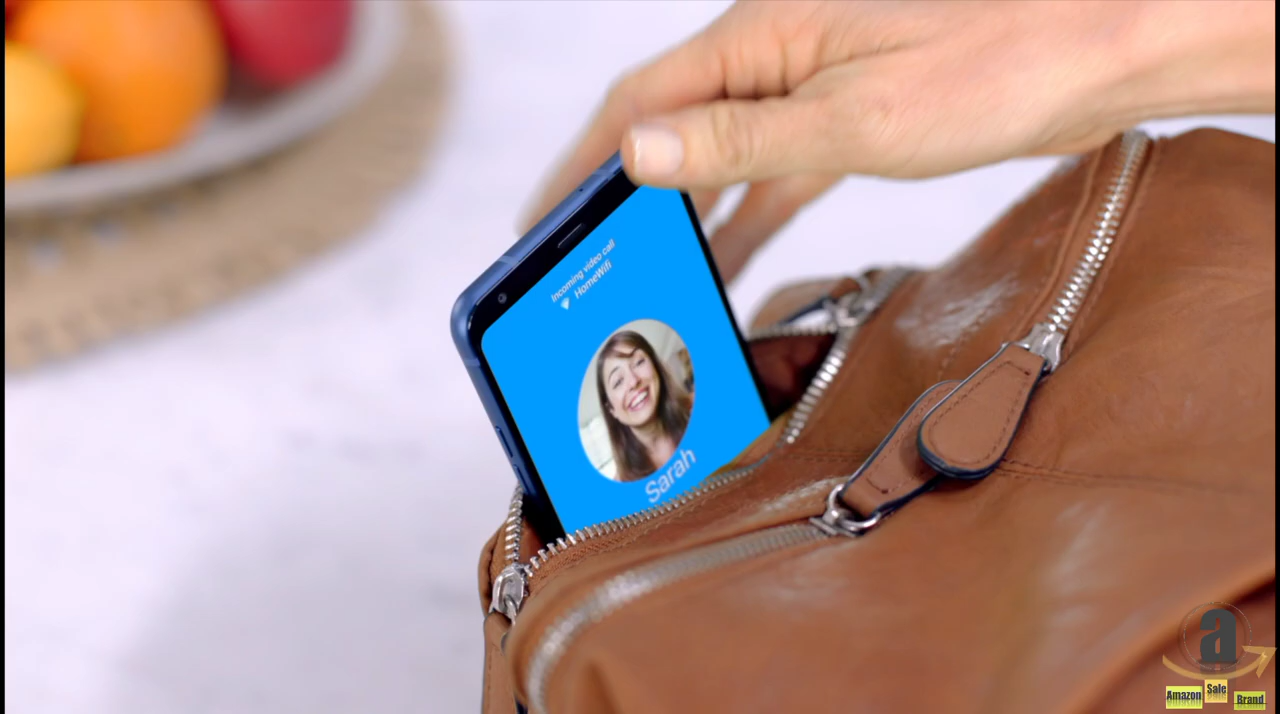 Incoming video call
HomeWifi
Sarah
a
Amazon
Sale
Brand